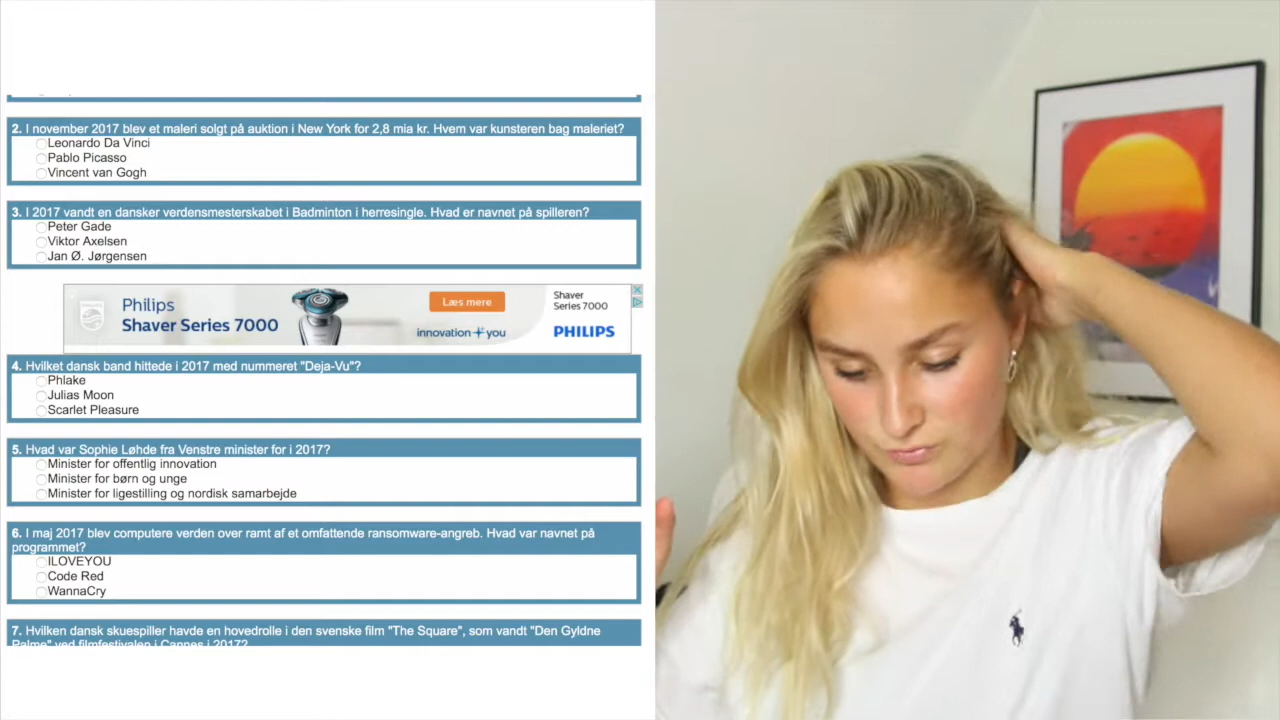 2. I november 2017 blev et maleri solgt på auktion i New York for 2,8 mia kr. Hvem var kunsteren bag maleriet?
Leonardo Da Vinci
Pablo Picasso
Vincent van Gogh
3. I 2017 vandt en dansker verdensmesterskabet i Badminton i herresingle. Hvad er navnet på spilleren?
Peter Gade
Viktor Axelsen
Jan Ø. Jørgensen
Philips
Shaver Series 7000
Læs mere
innovation you
Shaver
Series 7000
PHILIPS
4. Hvilket dansk band hittede i 2017 med nummeret "Deja-Vu"?
Phlake
Julias Moon
Scarlet Pleasure
5. Hvad var Sophie Løhde fra Venstre minister for i 2017?
Minister for offentlig innovation
Minister for børn og unge
Minister for ligestilling og nordisk samarbejde
6. I maj 2017 blev computere verden over ramt af et omfattende ransomware-angreb. Hvad var navnet på
programmet?
ILOVEYOU
Code Red
WannaCry
7. Hvilken dansk skuespiller havde en hovedrolle i den svenske film "The Square", som vandt "Den Gyldne
Palme" ved filmfestivalen i Cannes i 2017?